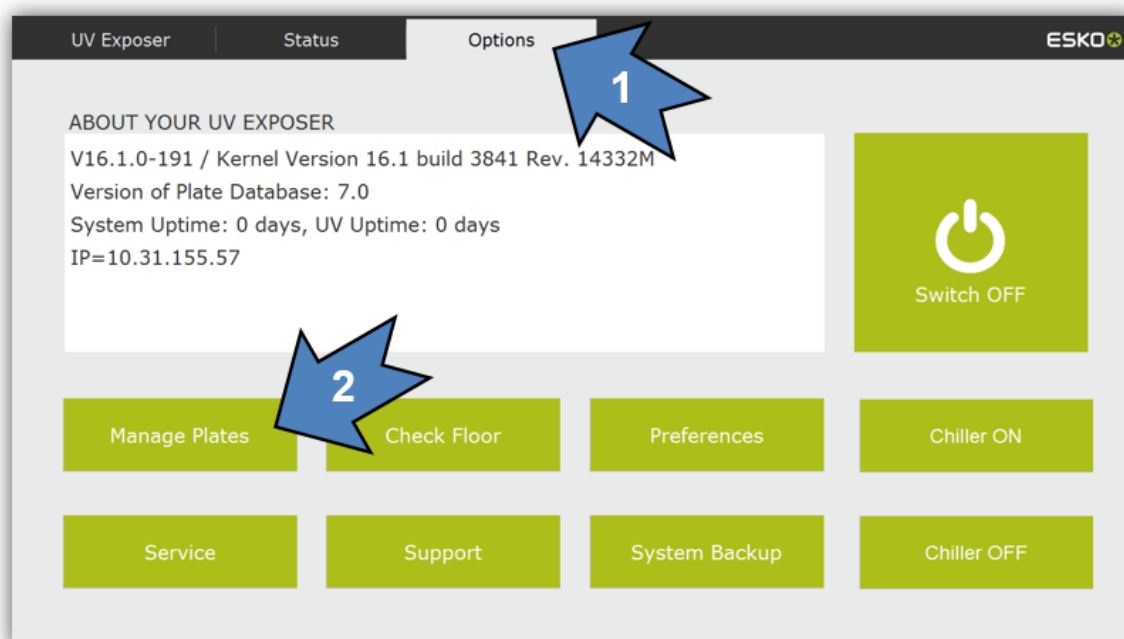 UV Exposer Status Options ESKO
1
ABOUT YOUR UV EXPOSER
V16.1.0-191 / Kernel Version 16.1 build 3841 Rev. 14332M
Version of Plate Database: 7.0
System Uptime: 0 days, UV Uptime: 0 days
IP=10.31.155.57
Switch OFF
2
Manage Plates Check Floor Preferences Chiller ON
Service Support System Backup Chiller OFF